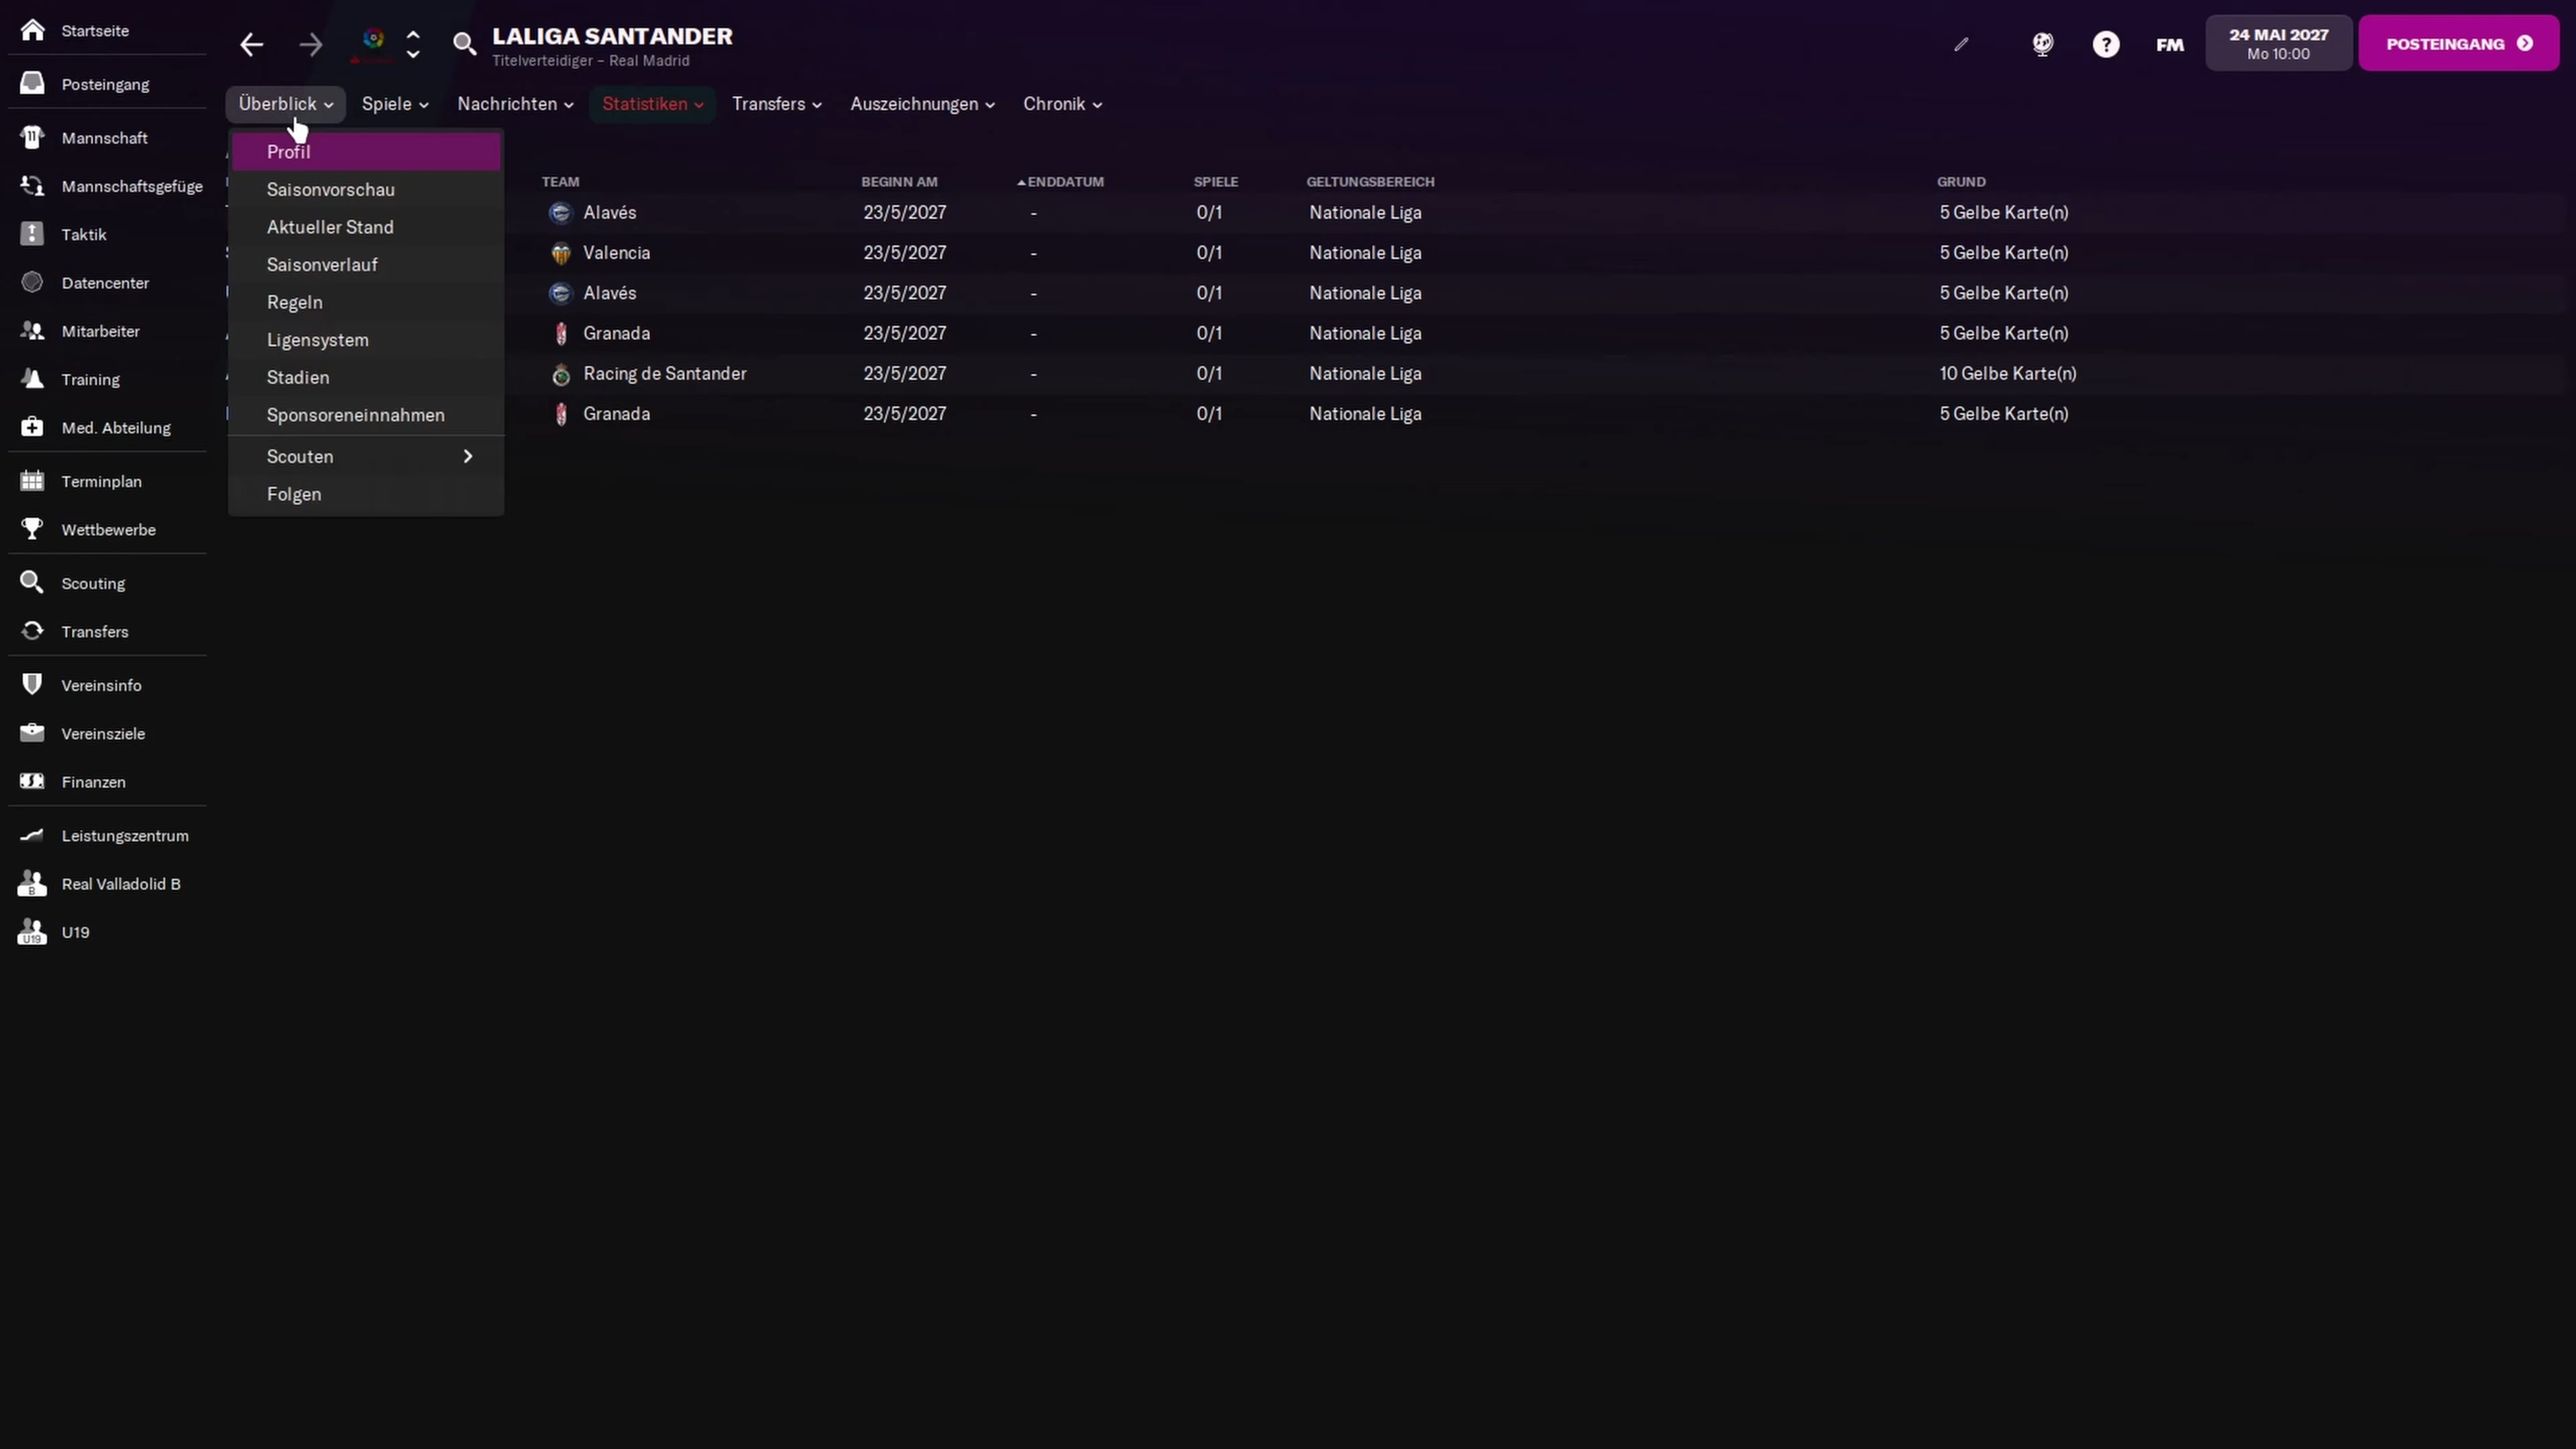 Startseite
Posteingang
Mannschaft
Mannschaftsgefüge
Taktik
Datencenter
Mitarbeiter
Training
Med. Abteilung
Terminplan
Wettbewerbe
Scouting
Transfers
Vereinsinfo
Vereinsziele
Finanzen
Leistungszentrum
Real Valladolid B
U19
LALIGA SANTANDER
Titelverteidiger – Real Madrid
FM
24 MAI 2027
Mo 10:00
POSTEINGANG
Überblick Spiele Nachrichten Statistiken Transfers Auszeichnungen Chronik
Profil
Saisonvorschau
Aktueller Stand
Saisonverlauf
Regeln
Ligensystem
Stadien
Sponsoreneinnahmen
Scouten
Folgen
TEAM BEGINN AM ENDDATUM SPIELE GELTUNGSBEREICH GRUND
Alavés 23/5/2027 - 0/1 Nationale Liga 5 Gelbe Karte(n)
Valencia 23/5/2027 - 0/1 Nationale Liga 5 Gelbe Karte(n)
Alavés 23/5/2027 - 0/1 Nationale Liga 5 Gelbe Karte(n)
Granada 23/5/2027 - 0/1 Nationale Liga 5 Gelbe Karte(n)
Racing de Santander 23/5/2027 - 0/1 Nationale Liga 10 Gelbe Karte(n)
Granada 23/5/2027 - 0/1 Nationale Liga 5 Gelbe Karte(n)